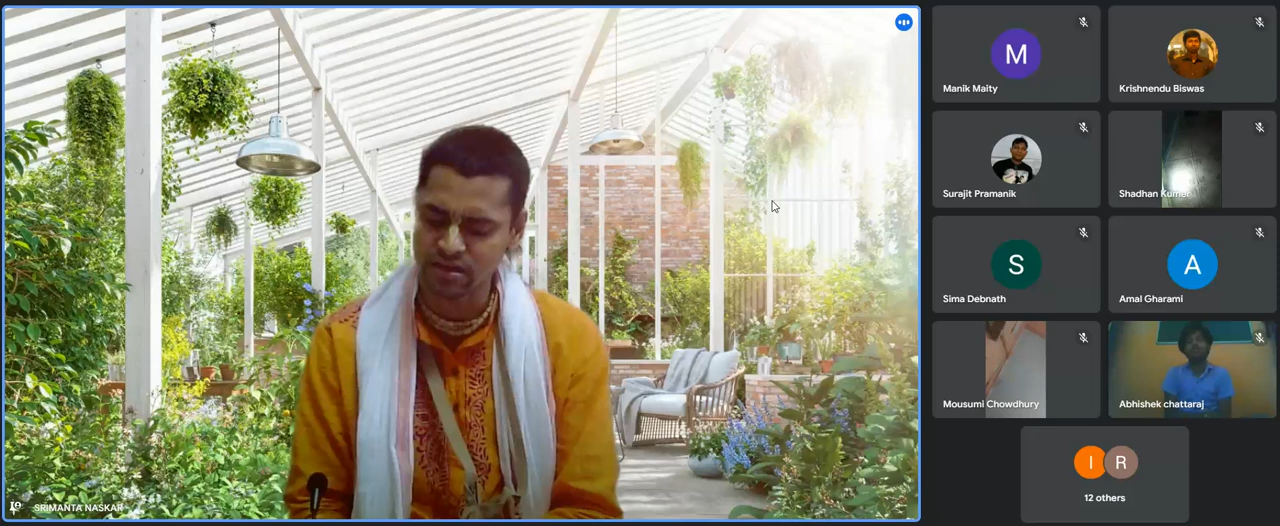 SRIMANTA NASKAR
M
Manik Maity
Krishnendu Biswas
Surajit Pramanik
Shadhan Kumar
S
Sima Debnath
A
Amal Gharami
Mousumi Chowdhury
Abhishek chattaraj
I
R
12 others